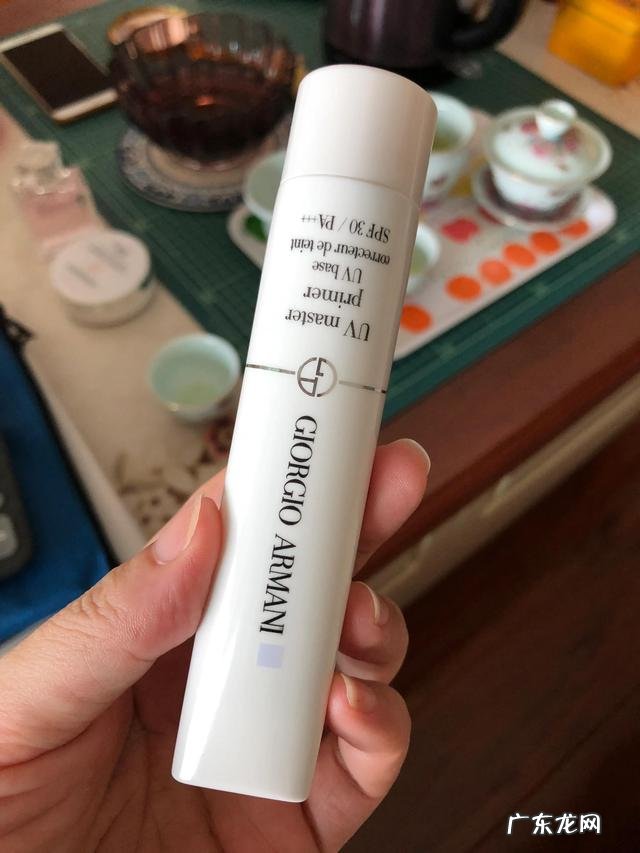 UV master
primer
UV base
correcteur de teint
SPF 30 / PA+++
GIORGIO ARMANI
广东龙网